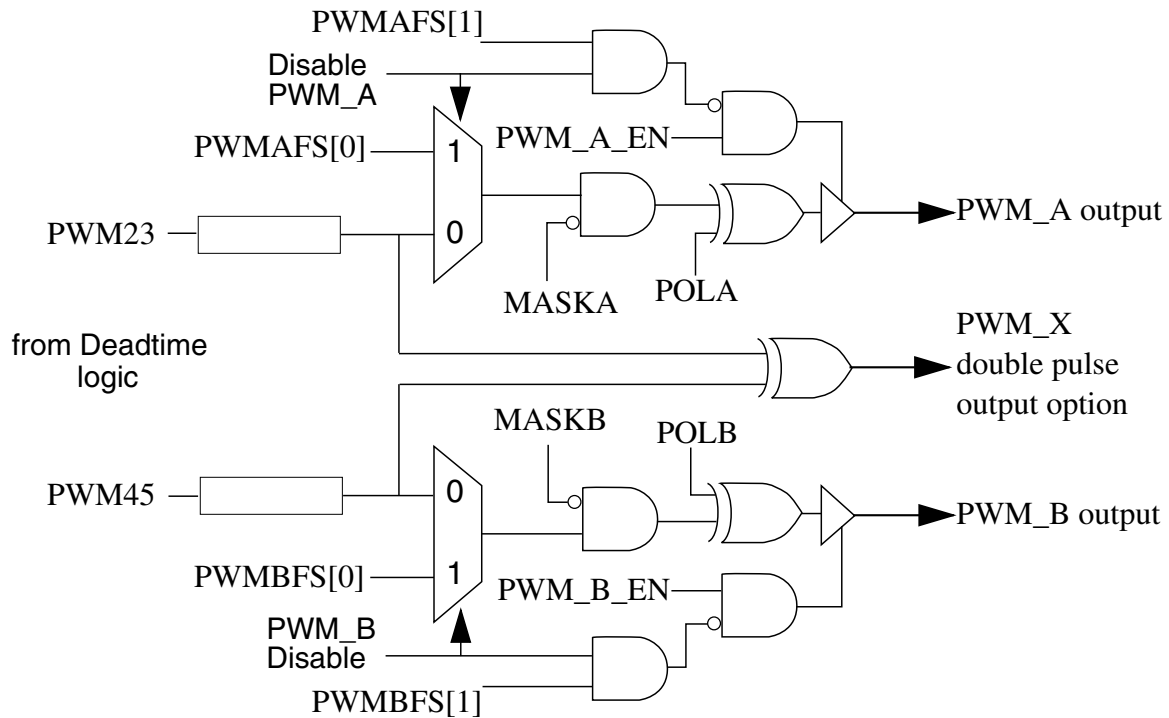 PWMAFS[1]
Disable
PWM_A
PWMAFS[0]
1
PWM_A_EN
PWM23
0
PWM_A output
MASKA
POLA
from Deadtime
logic
PWM_X
double pulse
output option
MASKB
POLB
PWM45
0
PWM_B output
PWMBFS[0]
1
PWM_B_EN
PWM_B
Disable
PWMBFS[1]